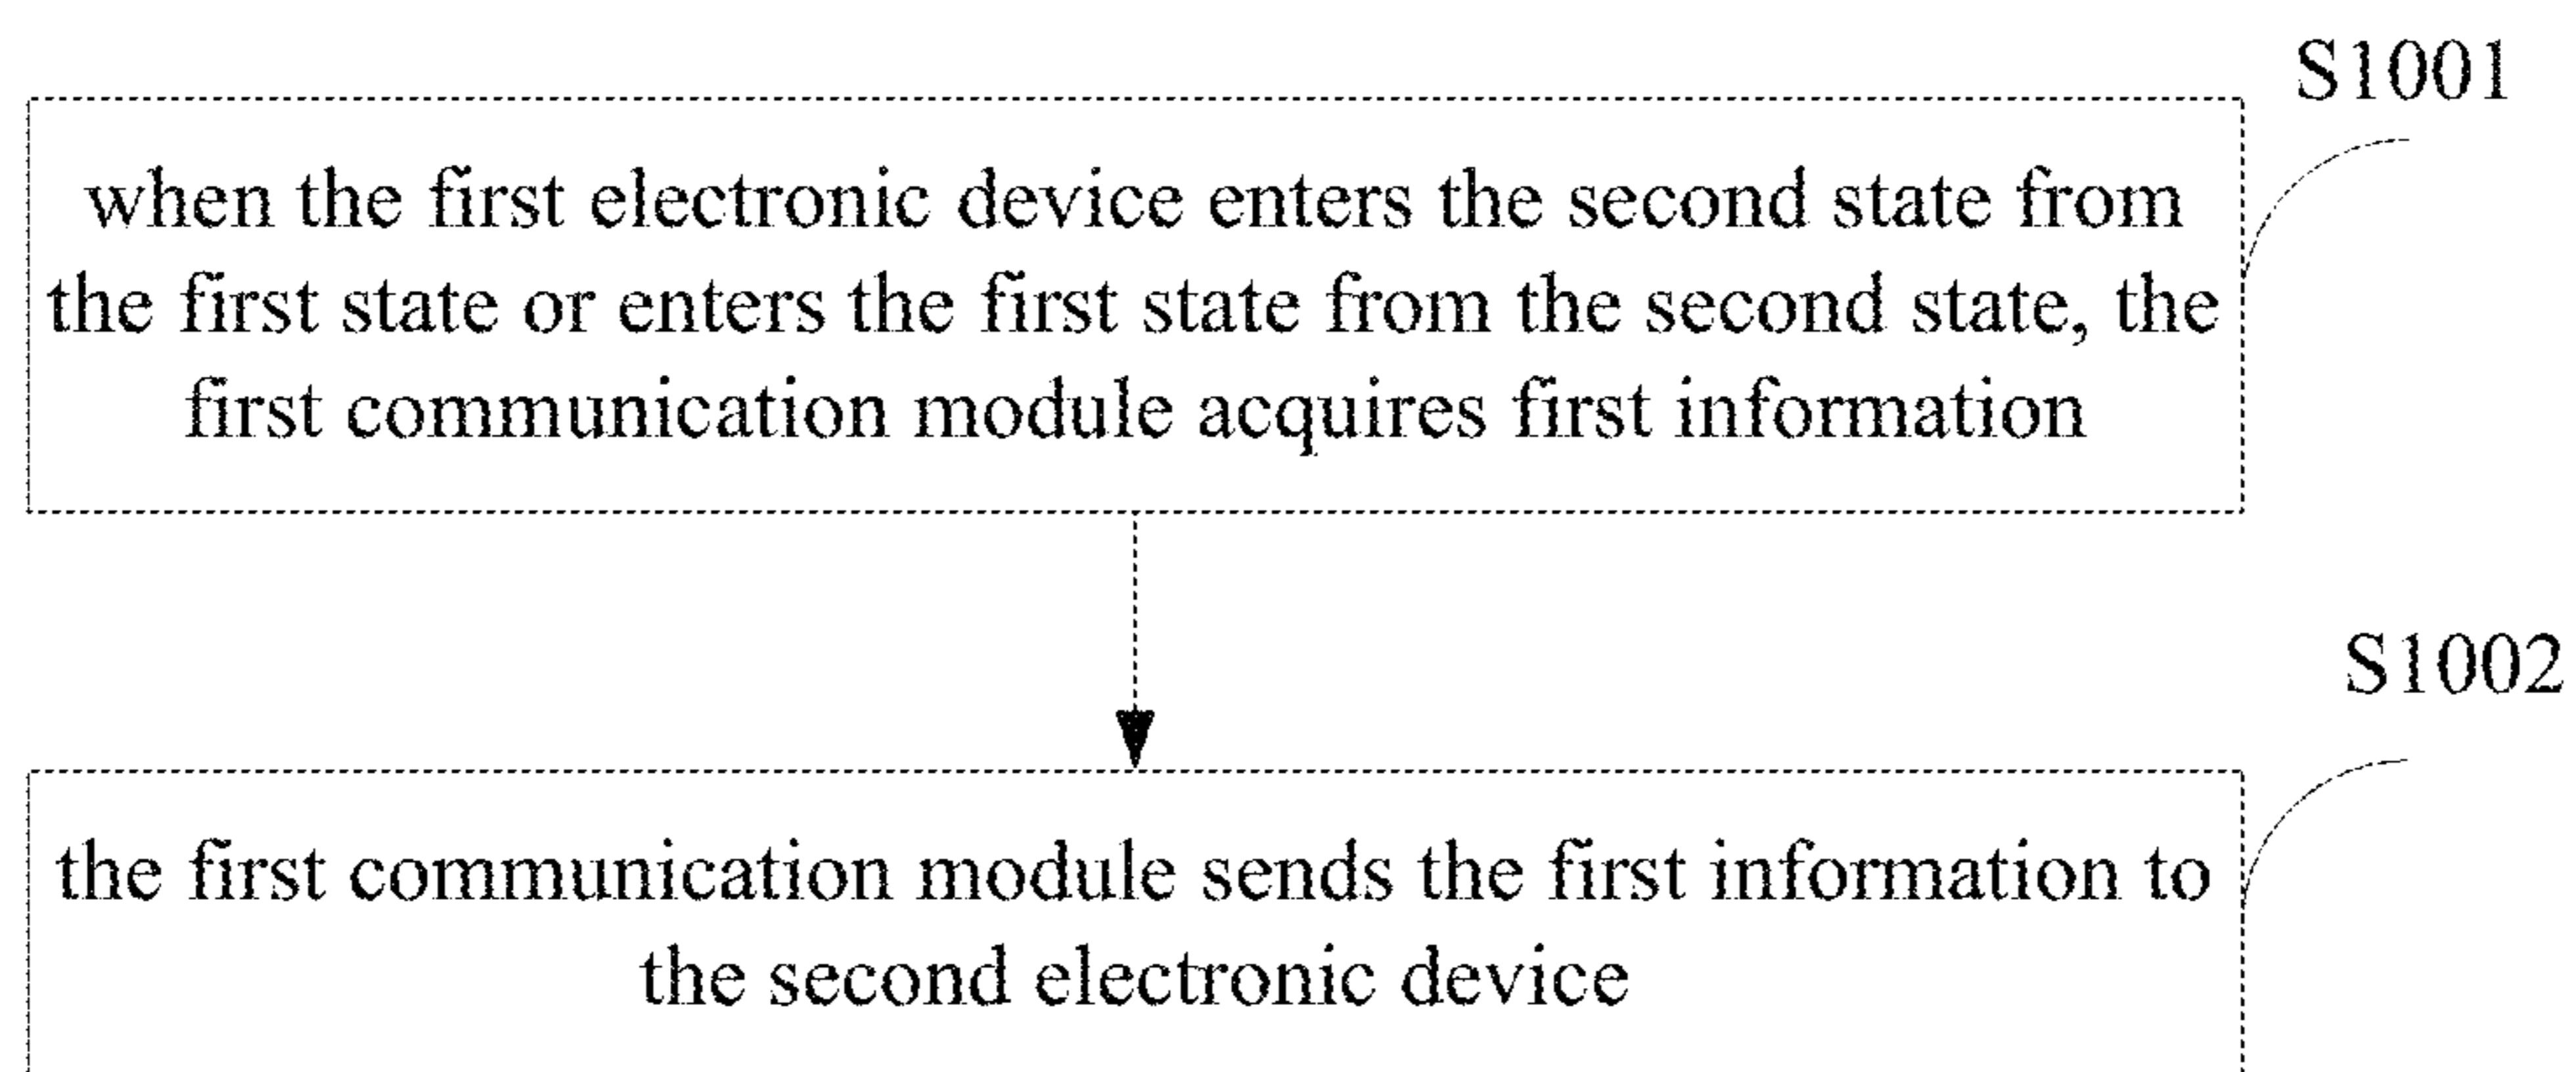 S1001
when the first electronic device enters the second state from
the first state or enters the first state from the second state, the
first communication module acquires first information
S1002
the first communication module sends the first information to
the second electronic device